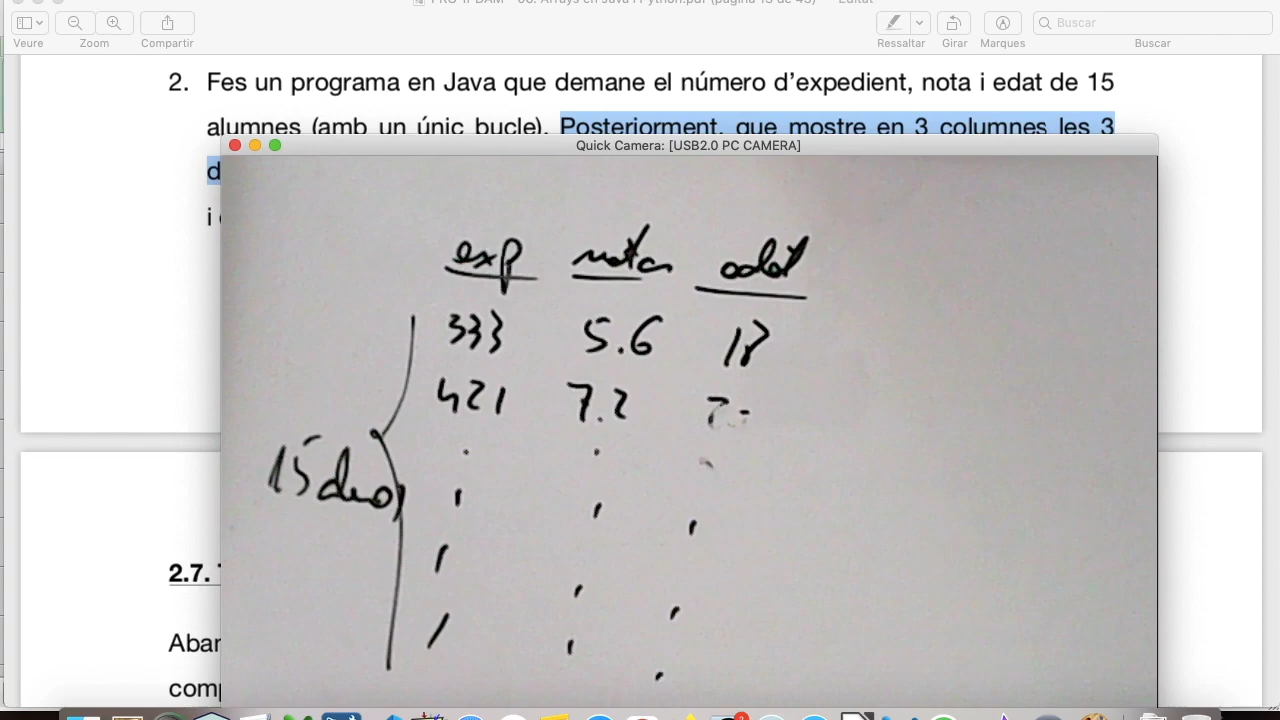 Veure
Zoom
Compartir
Ressaltar
Girar
Marques
Buscar
Buscar
2. Fes un programa en Java que demane el número d’expedient, nota i edat de 15
alumnes (amb un únic bucle). Posteriorment, que mostre en 3 columnes les 3
d
i
Quick Camera: [USB2.0 PC CAMERA]
exp nota edat
333 5.6 18
421 7.2
15
2.7.
Abar
comp